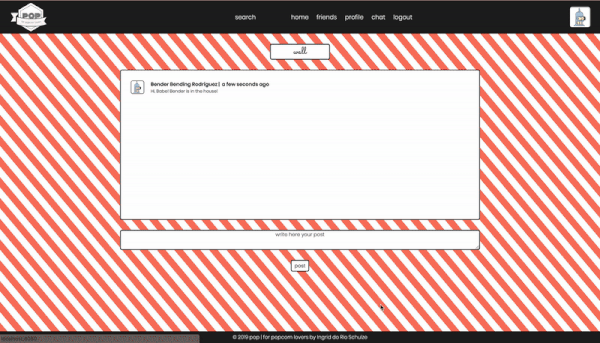 POP
search home friends profile chat logout
wall
Bender Bending Rodríguez | a few seconds ago
Hi, Babe! Bender is in the house!
write here your post
post
© 2019 pop | for popcorn lovers by Ingrid do Rio Schulze